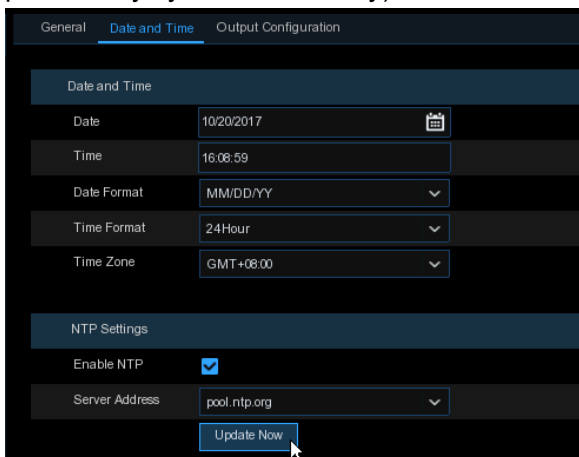 General Date and Time Output Configuration
Date and Time
Date 10/20/2017
Time 16:08:59
Date Format MM/DD/YY
Time Format 24Hour
Time Zone GMT+08:00
NTP Settings
Enable NTP
Server Address pool.ntp.org
Update Now